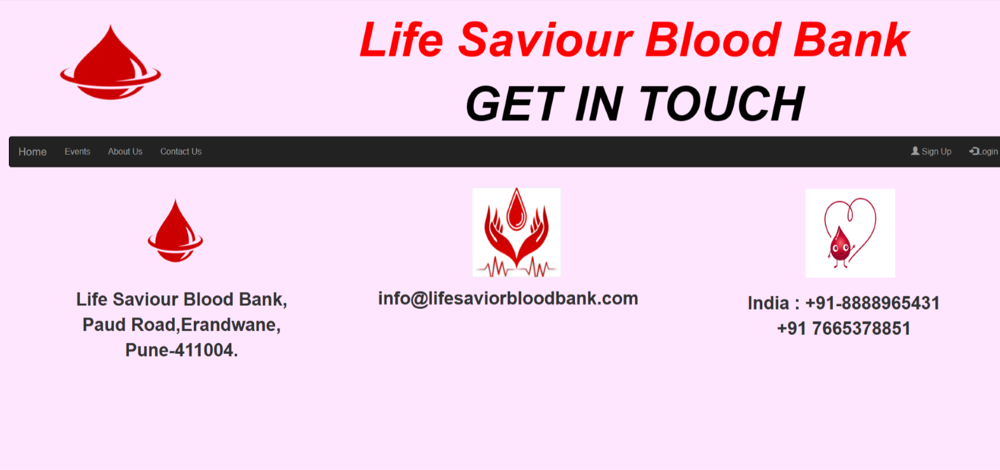 Life Saviour Blood Bank
GET IN TOUCH
Home Events About Us Contact Us Sign Up Login
Life Saviour Blood Bank,
Paud Road,Erandwane,
Pune-411004.
info@lifesaviorbloodbank.com
India : +91-8888965431
+91 7665378851